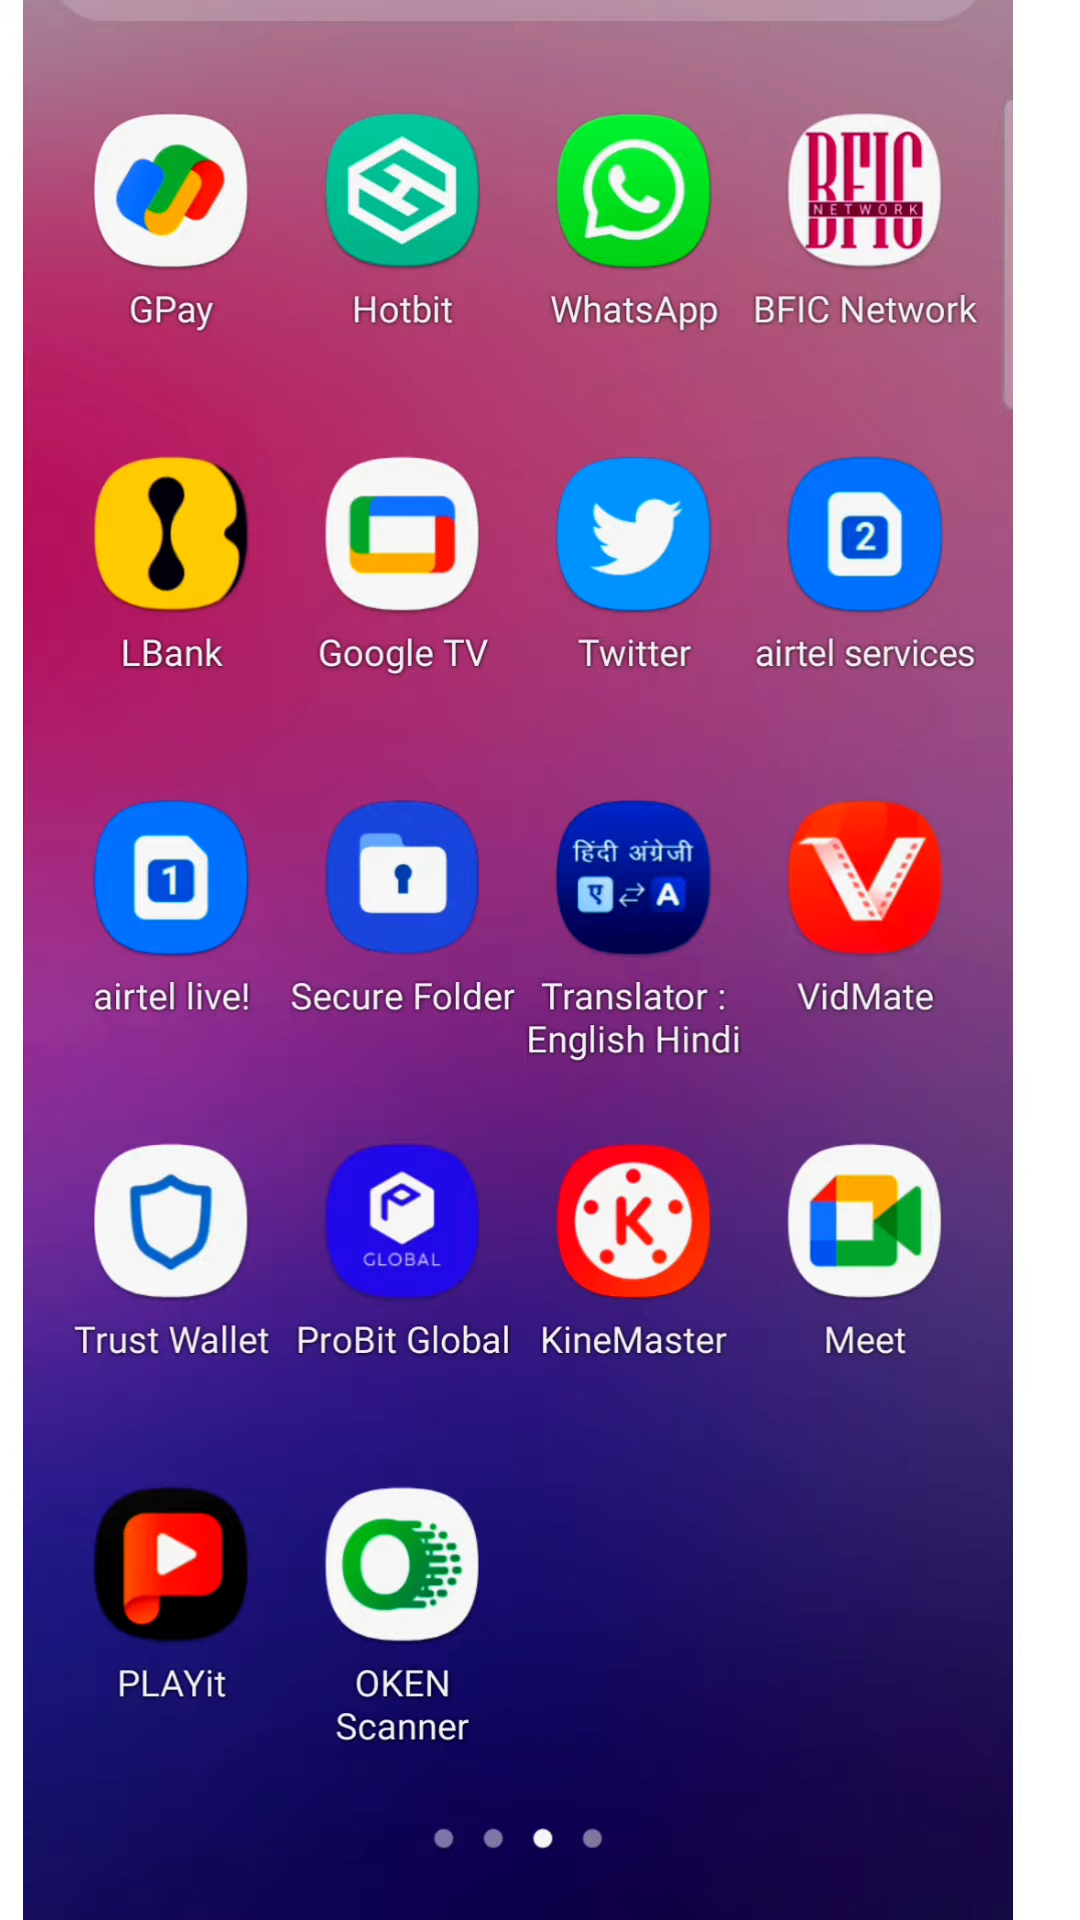 BFIC
NETWORK
GPay
Hotbit
WhatsApp
BFIC Network
2
LBank
Google TV
Twitter
airtel services
1
हिंदी अंग्रेजी
ए A
airtel live!
Secure Folder
Translator :
English Hindi
VidMate
GLOBAL
K
Trust Wallet
ProBit Global
KineMaster
Meet
PLAYit
OKEN
Scanner